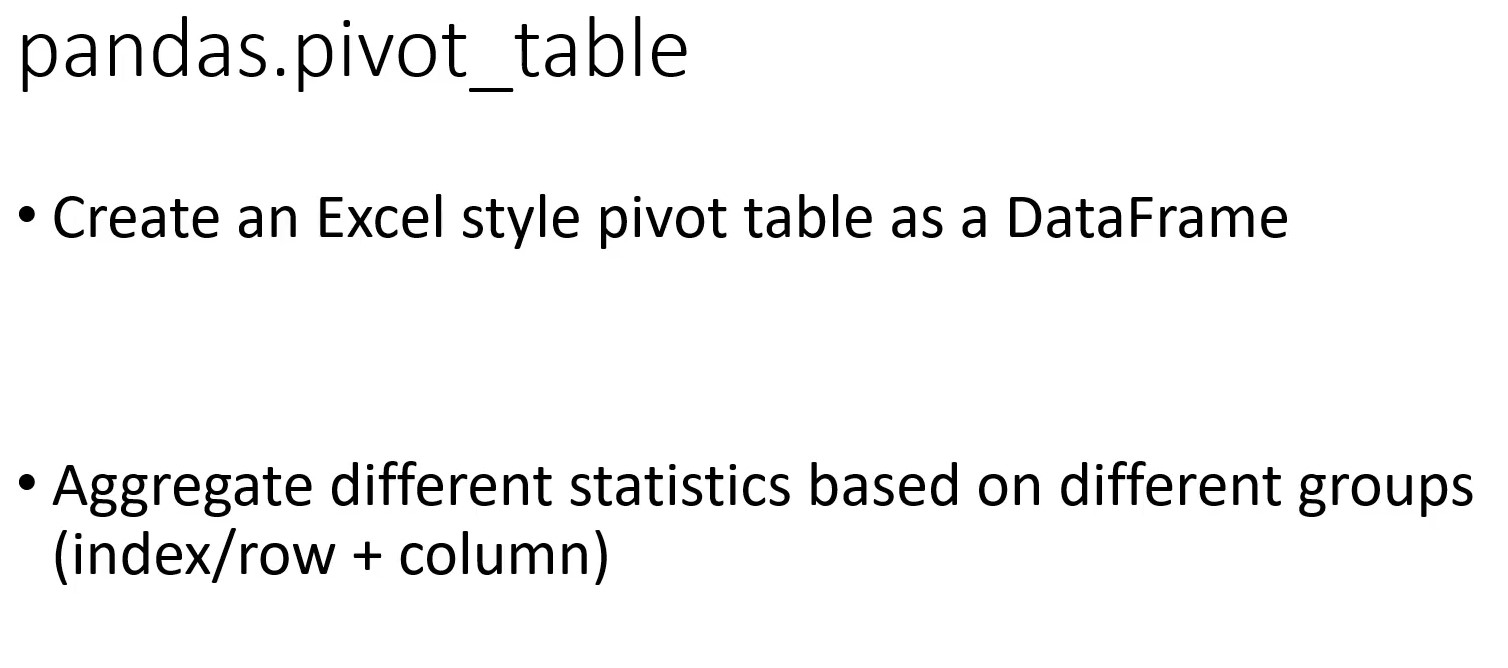 pandas.pivot_table
• Create an Excel style pivot table as a DataFrame
• Aggregate different statistics based on different groups
(index/row + column)